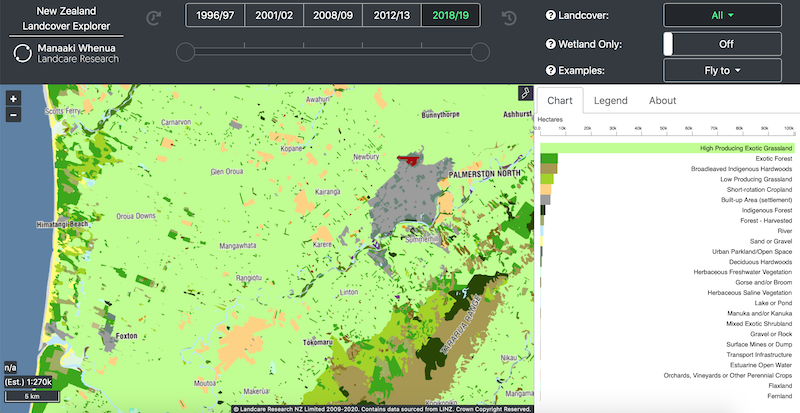 New Zealand
Landcover Explorer
Manaaki Whenua
Landcare Research
1996/97 2001/02 2008/09 2012/13 2018/19
? Landcover: All
? Wetland Only: Off
? Examples: Fly to
+
−
Scotts Ferry
Awahuri
Bunnythorpe
Ashhurst
Carnarvon
Kopane
Newbury
Glen Oroua
PALMERSTON NORTH
Kairanga
Oroua Downs
Himatangi Beach
Karere
Summerhill
Mangawhata
Rangiotu
Linton
TARARUA RANGE
Foxton
Tokomaru
Nikau
Moutoa
Makerua
Mangama
n/a
(Est.) 1:270k
5 km
© Landcare Research NZ Limited 2009-2020. Contains data sourced from LINZ. Crown Copyright Reserved.
Chart Legend About
Hectares
0.0 10k 20k 30k 40k 50k 60k 70k 80k 90k 100k
High Producing Exotic Grassland
Exotic Forest
Broadleaved Indigenous Hardwoods
Low Producing Grassland
Short-rotation Cropland
Built-up Area (settlement)
Indigenous Forest
Forest - Harvested
River
Sand or Gravel
Urban Parkland/Open Space
Deciduous Hardwoods
Herbaceous Freshwater Vegetation
Gorse and/or Broom
Herbaceous Saline Vegetation
Lake or Pond
Manuka and/or Kanuka
Mixed Exotic Shrubland
Gravel or Rock
Surface Mines or Dump
Transport Infrastructure
Estuarine Open Water
Orchards, Vineyards or Other Perennial Crops
Flaxland
Fernland